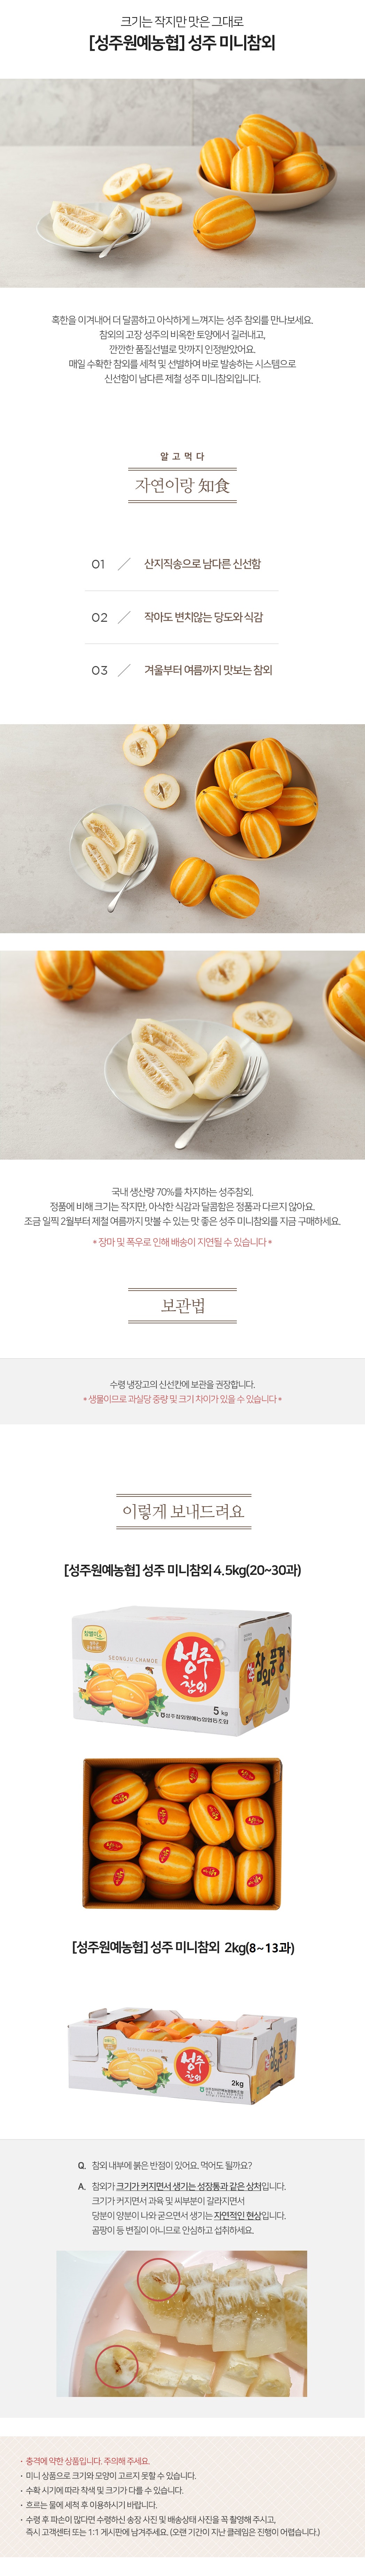 크기는 작지만 맛은 그대로
[성주원예농협] 성주 미니참외
혹한을 이겨내어 더 달콤하고 아삭하게 느껴지는 성주 참외를 만나보세요.
참외의 고장 성주의 비옥한 토양에서 길러내고,
깐깐한 품질선별로 맛까지 인정받았어요.
매일 수확한 참외를 세척 및 선별하여 바로 발송하는 시스템으로
신선함이 남다른 제철 성주 미니참외입니다.
알고먹다
자연이랑 知食
01 / 산지직송으로 남다른 신선함
02 / 작아도 변치않는 당도와 식감
03 / 겨울부터 여름까지 맛보는 참외
국내 생산량 70%를 차지하는 성주참외.
정품에 비해 크기는 작지만, 아삭한 식감과 달콤함은 정품과 다르지 않아요.
조금 일찍 2월부터 제철 여름까지 맛볼 수 있는 맛 좋은 성주 미니참외를 지금 구매하세요.
* 장마 및 폭우로 인해 배송이 지연될 수 있습니다 *
보관법
수령 냉장고의 신선칸에 보관을 권장합니다.
* 생물이므로 과실당 중량 및 크기 차이가 있을 수 있습니다 *
이렇게 보내드려요
[성주원예농협] 성주 미니참외 4.5kg(20~30과)
SEONGJU CHAMOE
성주
참외
5 kg
[성주원예농협] 성주 미니참외 2kg(8~13과)
성주
참외
2kg
Q. 참외 내부에 붉은 반점이 있어요. 먹어도 될까요?
A. 참외가 크기가 커지면서 생기는 성장통과 같은 상처입니다.
크기가 커지면서 과육 및 씨부분이 갈라지면서
당분이 양분이 나와 굳으면서 생기는 자연적인 현상입니다.
곰팡이 등 변질이 아니므로 안심하고 섭취하세요.
· 충격에 약한 상품입니다. 주의해 주세요.
· 미니 상품으로 크기와 모양이 고르지 못할 수 있습니다.
· 수확 시기에 따라 착색 및 크기가 다를 수 있습니다.
· 흐르는 물에 세척 후 이용하시기 바랍니다.
· 수령 후 파손이 많다면 수령하신 송장 사진 및 배송상태 사진을 꼭 촬영해 주시고,
즉시 고객센터 또는 1:1 게시판에 남겨주세요. (오랜 기간이 지난 클레임은 진행이 어렵습니다.)